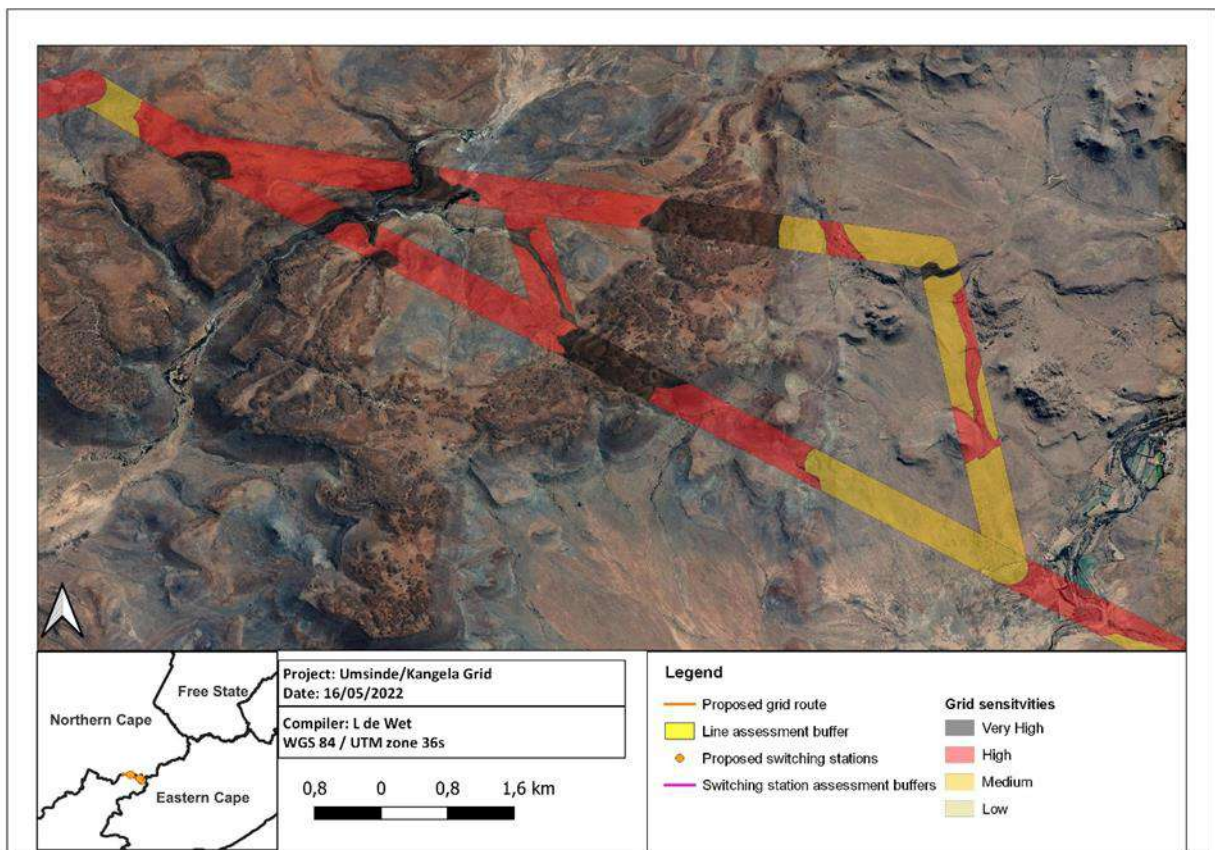 Free State
Northern Cape
Eastern Cape
Project: Umsinde/Kangela Grid
Date: 16/05/2022
Compiler: L de Wet
WGS 84 / UTM zone 36s
0,8 0 0,8 1,6 km
Legend
Proposed grid route
Line assessment buffer
Proposed switching stations
Switching station assessment buffers
Grid sensitvities
Very High
High
Medium
Low